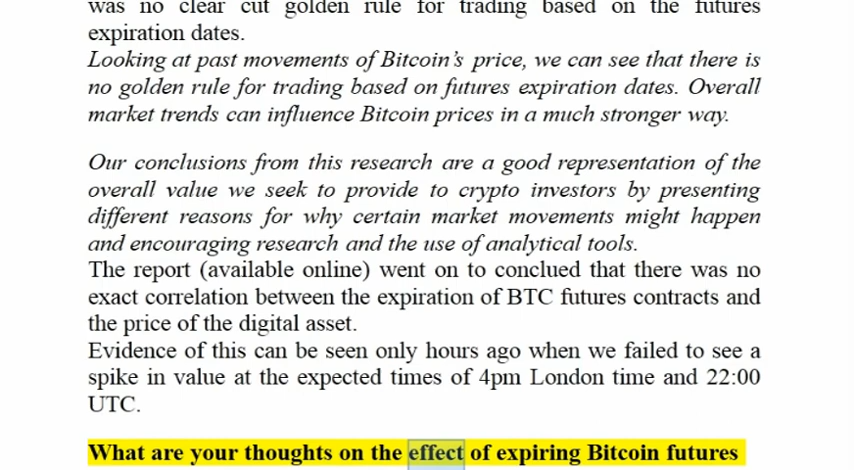 was no clear cut golden rule for trading based on the futures
expiration dates.
Looking at past movements of Bitcoin's price, we can see that there is
no golden rule for trading based on futures expiration dates. Overall
market trends can influence Bitcoin prices in a much stronger way.
Our conclusions from this research are a good representation of the
overall value we seek to provide to crypto investors by presenting
different reasons for why certain market movements might happen
and encouraging research and the use of analytical tools.
The report (available online) went on to concluded that there was no
exact correlation between the expiration of BTC futures contracts and
the price of the digital asset.
Evidence of this can be seen only hours ago when we failed to see a
spike in value at the expected times of 4pm London time and 22:00
UTC.
What are your thoughts on the effect of expiring Bitcoin futures